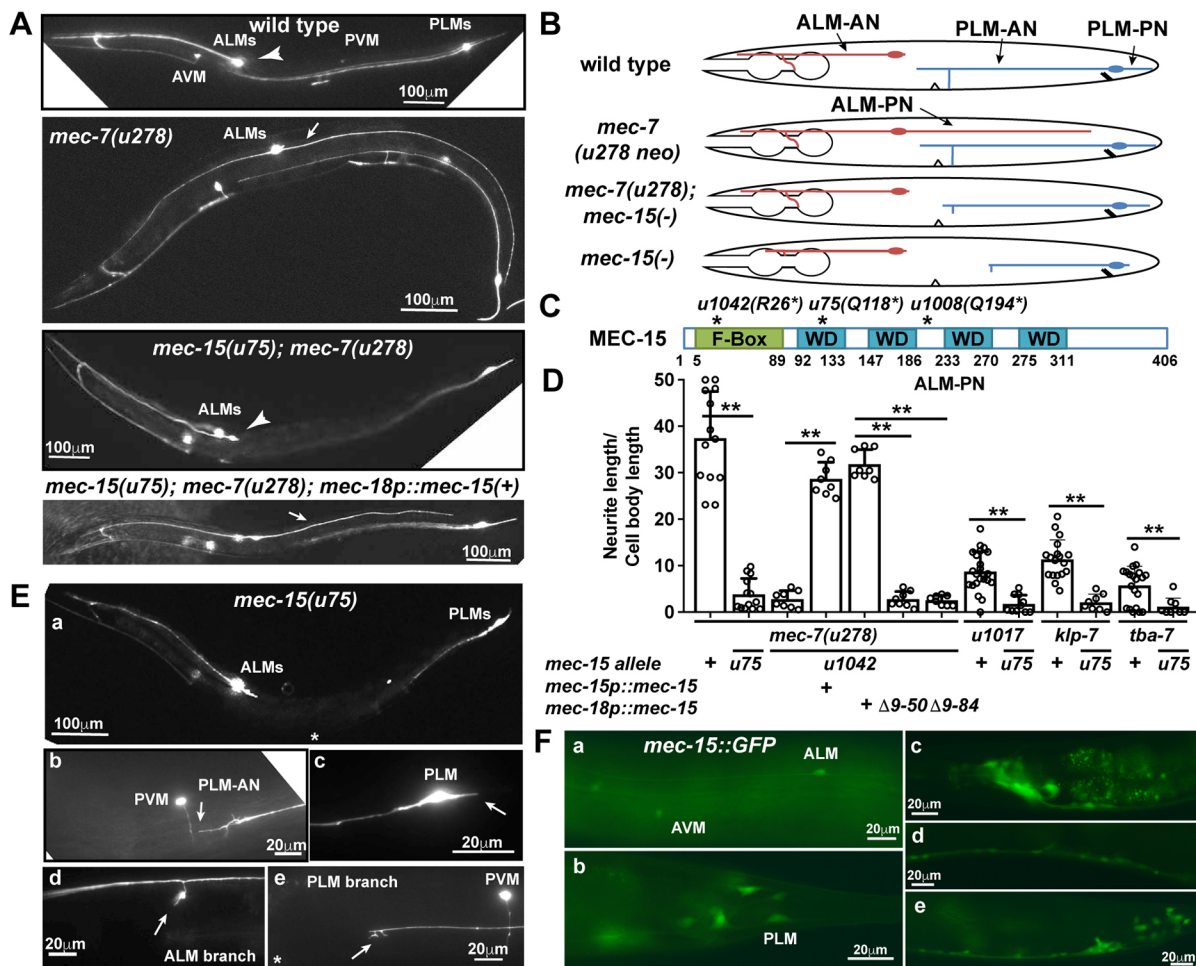 A
wild type
ALMs
PVM
PLMs
AVM
100μm
mec-7(u278)
ALMs
100μm
mec-15(u75); mec-7(u278)
ALMs
100μm
mec-15(u75); mec-7(u278); mec-18p::mec-15(+)
100μm
B
ALM-AN
PLM-AN
PLM-PN
wild type
ALM-PN
mec-7
(u278 neo)
mec-7(u278);
mec-15(-)
mec-15(-)
C
u1042(R26*) u75(Q118*) u1008(Q194*)
* * *
MEC-15
F-Box
WD
WD
WD
WD
1 5 89 92 133 147 186 233 270 275 311 406
D
ALM-PN
Neurite length/
Cell body length
50
40
30
20
10
0
** ** ** ** ** ** **
mec-7(u278)
u1017
klp-7
tba-7
mec-15 allele
+ u75 u1042 + u75 + u75 + u75
mec-15p::mec-15
+
mec-18p::mec-15
+ Δ9-50 Δ9-84
E
mec-15(u75)
a
PLMs
ALMs
100μm
*
b
PLM-AN
PVM
20μm
c
PLM
20μm
d
20μm
ALM branch
e
PLM branch
PVM
*
20μm
F
a
mec-15::GFP
ALM
AVM
20μm
b
PLM
20μm
c
20μm
d
20μm
e
20μm